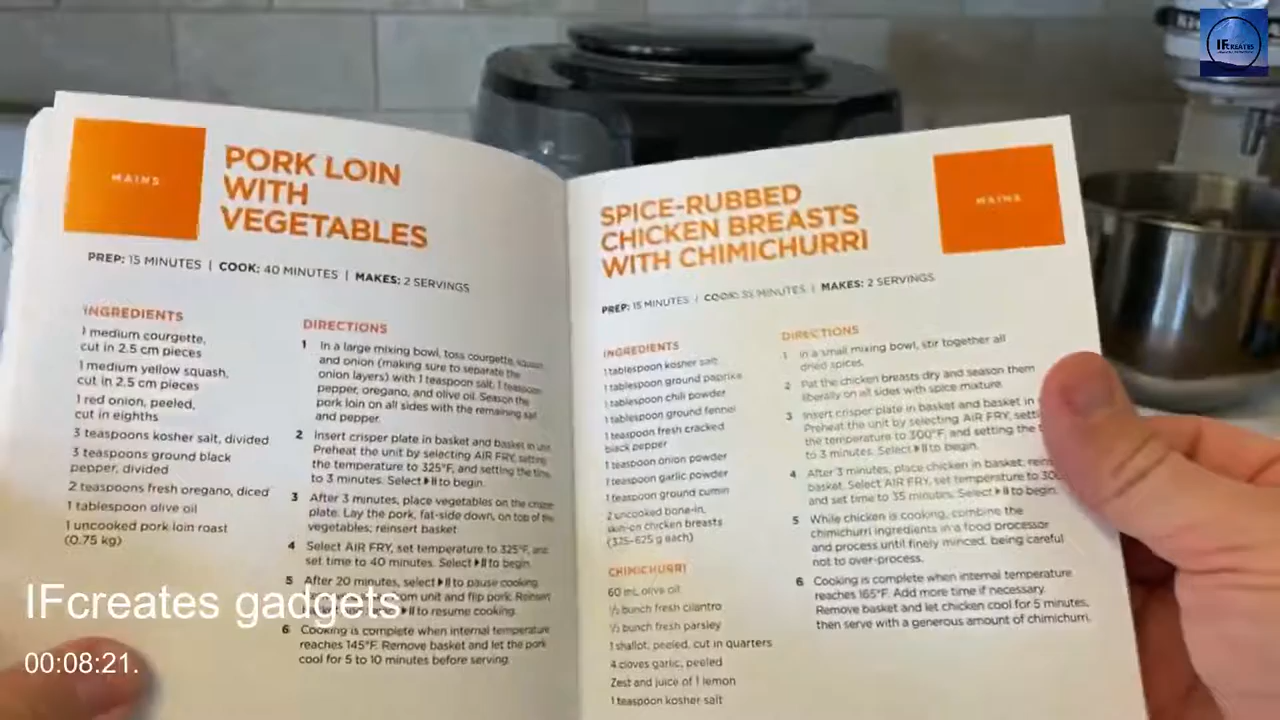 IFCREATES
MAINS
PORK LOIN
WITH
VEGETABLES
PREP: 15 MINUTES | COOK: 40 MINUTES | MAKES: 2 SERVINGS
INGREDIENTS
1 medium courgette,
cut in 2.5 cm pieces
1 medium yellow squash,
cut in 2.5 cm pieces
1 red onion, peeled,
cut in eighths
3 teaspoons kosher salt, divided
3 teaspoons ground black
pepper, divided
2 teaspoons fresh oregano, diced
1 tablespoon olive oil
1 uncooked pork loin roast
(0.75 kg)
DIRECTIONS
1 In a large mixing bowl, toss courgette, squash
and onion (making sure to separate the
onion layers) with 1 teaspoon salt, 1 teaspoon
pepper, oregano, and olive oil. Season the
pork loin on all sides with the remaining salt
and pepper.
2 Insert crisper plate in basket and basket in unit.
Preheat the unit by selecting AIR FRY, setting
the temperature to 325°F, and setting the time
to 3 minutes. Select ▶II to begin.
3 After 3 minutes, place vegetables on the crisper
plate. Lay the pork, fat-side down, on top of the
vegetables; reinsert basket.
4 Select AIR FRY, set temperature to 325°F, and
set time to 40 minutes. Select ▶II to begin.
5 After 20 minutes, select ▶II to pause cooking.
om unit and flip pork. Reinsert
▶II to resume cooking.
6 Cooking is complete when internal temperature
reaches 145°F. Remove basket and let the pork
cool for 5 to 10 minutes before serving.
SPICE-RUBBED
CHICKEN BREASTS
WITH CHIMICHURRI
MAINS
PREP: 15 MINUTES | COOK: 35 MINUTES | MAKES: 2 SERVINGS
INGREDIENTS
1 tablespoon kosher salt
1 tablespoon ground paprika
1 tablespoon chili powder
1 tablespoon ground fennel
1 teaspoon fresh cracked
black pepper
1 teaspoon onion powder
1 teaspoon garlic powder
1 teaspoon ground cumin
2 uncooked bone-in,
skin-on chicken breasts
(375-625 g each)
CHIMICHURRI
60 mL olive oil
1/2 bunch fresh cilantro
1/2 bunch fresh parsley
1 shallot, peeled, cut in quarters
4 cloves garlic, peeled
Zest and juice of 1 lemon
1 teaspoon kosher salt
DIRECTIONS
1 In a small mixing bowl, stir together all
dried spices.
2 Pat the chicken breasts dry and season them
liberally on all sides with spice mixture.
3 Insert crisper plate in basket and basket in
Preheat the unit by selecting AIR FRY, setti
the temperature to 300°F, and setting the t
to 3 minutes. Select ▶II to begin.
4 After 3 minutes, place chicken in basket; rein
basket. Select AIR FRY, set temperature to 300
and set time to 35 minutes. Select ▶II to begin.
5 While chicken is cooking, combine the
chimichurri ingredients in a food processor
and process until finely minced, being careful
not to over-process.
6 Cooking is complete when internal temperature
reaches 165°F. Add more time if necessary.
Remove basket and let chicken cool for 5 minutes,
then serve with a generous amount of chimichurri.
IFcreates gadgets.
00:08:21.